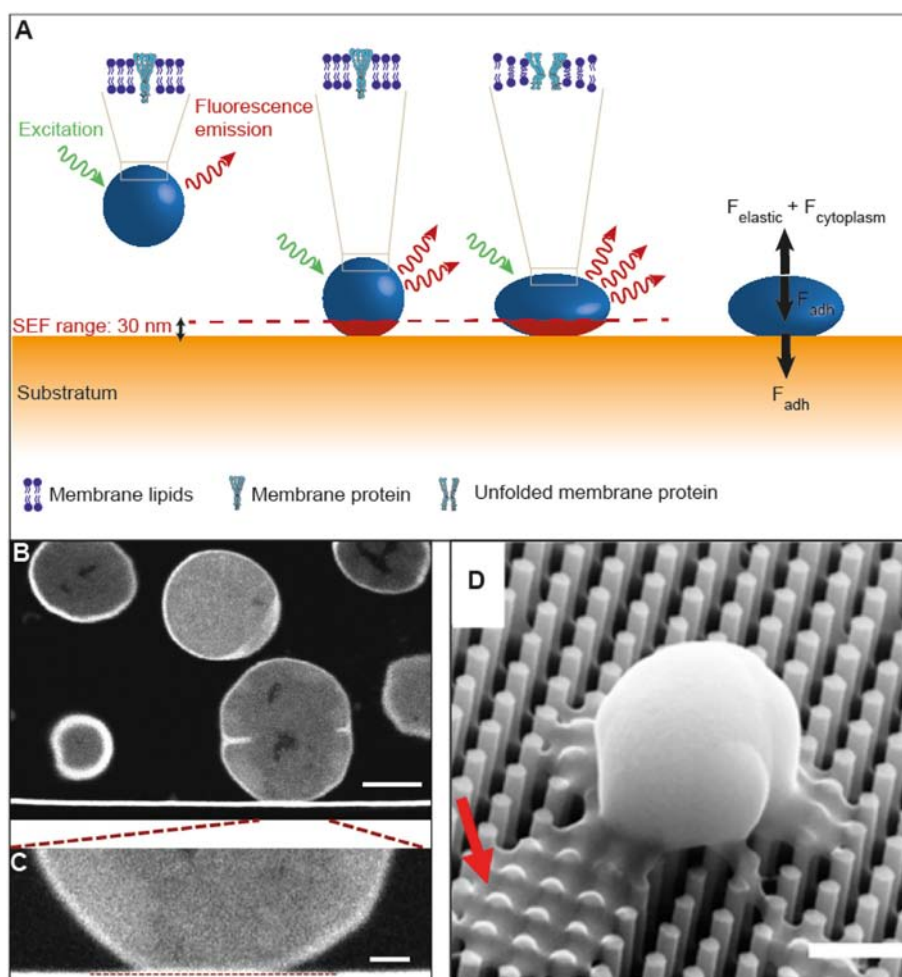 A
Excitation
Fluorescence
emission
SEF range: 30 nm
F elastic + F cytoplasm
F adh
F adh
Substratum
Membrane lipids
Membrane protein
Unfolded membrane protein
B
D
C